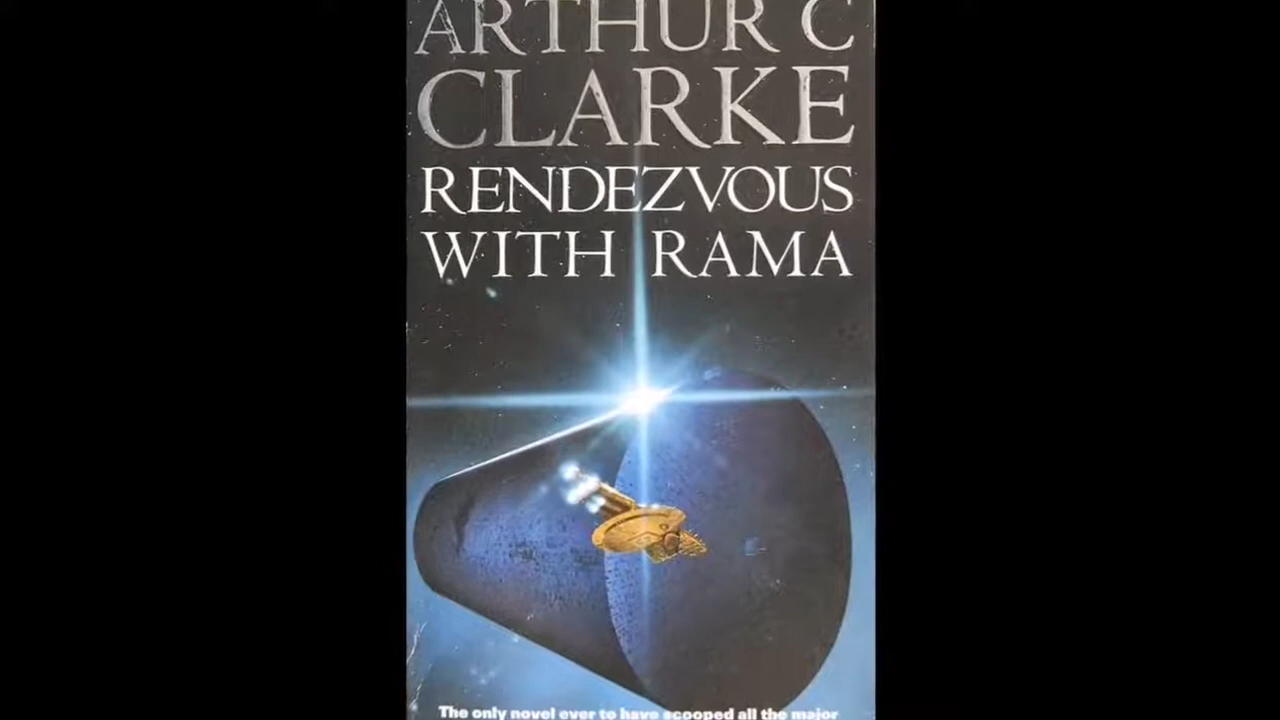 ARTHUR C
CLARKE
RENDEZVOUS
WITH RAMA
The only novel ever to have scooped all the major